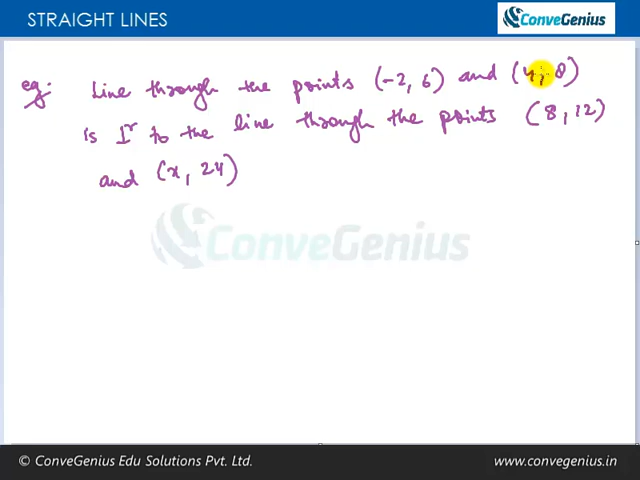 STRAIGHT LINES
ConveGenius
eg. Line through the points (-2, 6) and (4, 8)
is ⊥r to the line through the points (8, 12)
and (x, 24)
ConveGenius
© ConveGenius Edu Solutions Pvt. Ltd.
www.convegenius.in